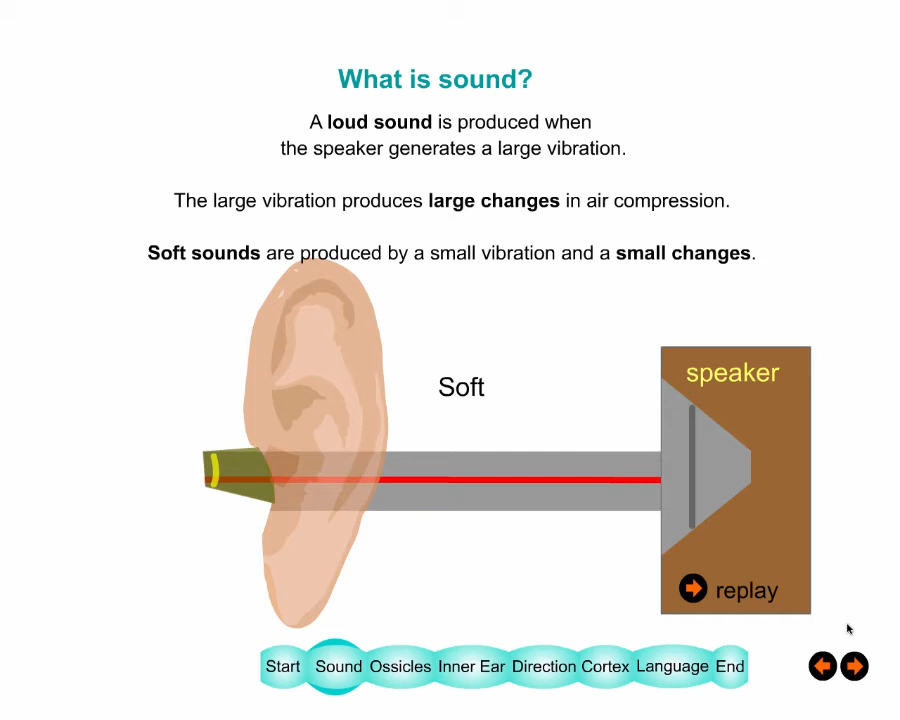 What is sound?
A loud sound is produced when
the speaker generates a large vibration.
The large vibration produces large changes in air compression.
Soft sounds are produced by a small vibration and a small changes.
speaker
Soft
replay
Start Sound Ossicles Inner Ear Direction Cortex Language End